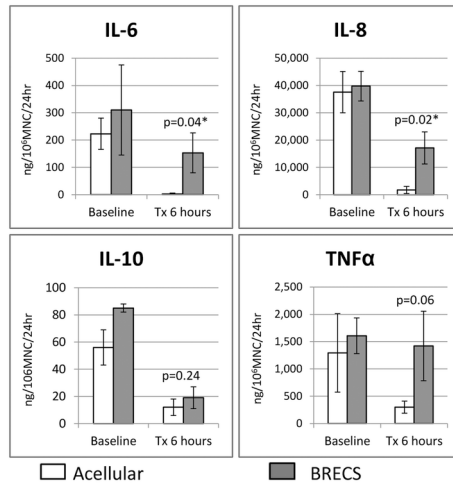 IL-6
ng/10⁶MNC/24hr
500
400
300
200
100
0
p=0.04*
Baseline Tx 6 hours
IL-8
ng/10⁶MNC/24hr
50,000
40,000
30,000
20,000
10,000
0
p=0.02*
Baseline Tx 6 hours
IL-10
ng/106MNC/24hr
100
80
60
40
20
0
p=0.24
Baseline Tx 6 hours
TNFα
ng/10⁶MNC/24hr
2,500
2,000
1,500
1,000
500
0
p=0.06
Baseline Tx 6 hours
Acellular BRECS